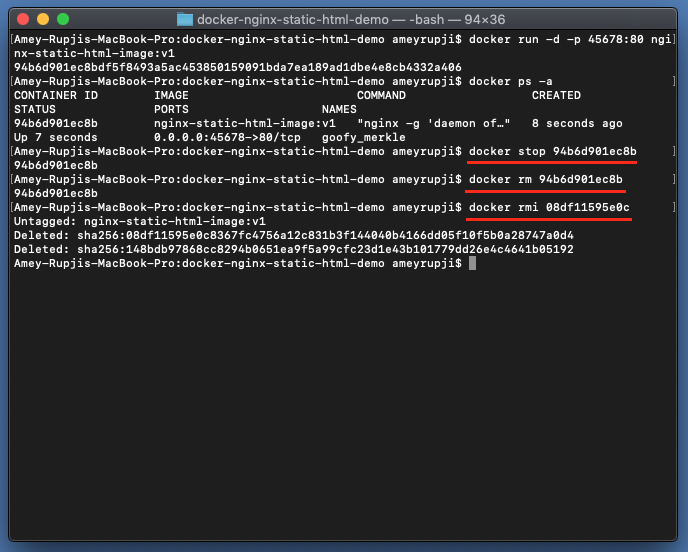 docker-nginx-static-html-demo — -bash — 94×36
[Amey-Rupjis-MacBook-Pro:docker-nginx-static-html-demo ameyrupji$ docker run -d -p 45678:80 ngi]
nx-static-html-image:v1
94b6d901ec8bdf5f8493a5ac453850159091bda7ea189ad1dbe4e8cb4332a406
[Amey-Rupjis-MacBook-Pro:docker-nginx-static-html-demo ameyrupji$ docker ps -a ]
CONTAINER ID        IMAGE                        COMMAND                  CREATED
STATUS              PORTS                   NAMES
94b6d901ec8b        nginx-static-html-image:v1   "nginx -g 'daemon of…"   8 seconds ago
Up 7 seconds        0.0.0.0:45678->80/tcp   goofy_merkle
[Amey-Rupjis-MacBook-Pro:docker-nginx-static-html-demo ameyrupji$ docker stop 94b6d901ec8b ]
94b6d901ec8b
[Amey-Rupjis-MacBook-Pro:docker-nginx-static-html-demo ameyrupji$ docker rm 94b6d901ec8b ]
94b6d901ec8b
[Amey-Rupjis-MacBook-Pro:docker-nginx-static-html-demo ameyrupji$ docker rmi 08df11595e0c ]
Untagged: nginx-static-html-image:v1
Deleted: sha256:08df11595e0c8367fc4756a12c831b3f144040b4166dd05f10f5b0a28747a0d4
Deleted: sha256:148bdb97868cc8294b0651ea9f5a99cfc23d1e43b101779dd26e4c4641b05192
Amey-Rupjis-MacBook-Pro:docker-nginx-static-html-demo ameyrupji$